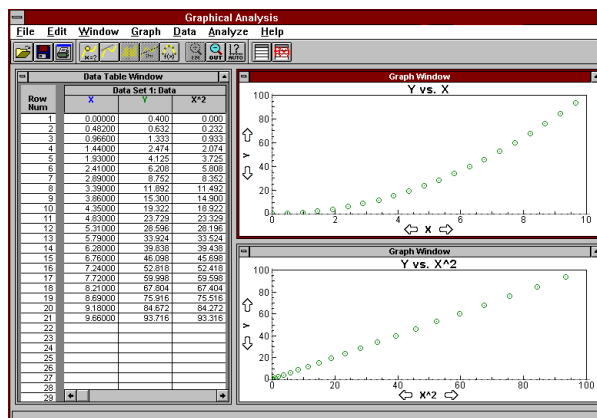 Graphical Analysis
File Edit Window Graph Data Analyze Help
Data Table Window
Data Set 1: Data
Row Num X Y X^2
1 0.00000 0.400 0.000
2 0.48200 0.632 0.232
3 0.96600 1.333 0.933
4 1.44000 2.474 2.074
5 1.93000 4.125 3.725
6 2.41000 6.208 5.808
7 2.89000 8.752 8.352
8 3.39000 11.892 11.492
9 3.86000 15.300 14.900
10 4.35000 19.322 18.922
11 4.83000 23.729 23.329
12 5.31000 28.596 28.196
13 5.79000 33.924 33.524
14 6.28000 39.838 39.438
15 6.76000 46.098 45.698
16 7.24000 52.818 52.418
17 7.72000 59.998 59.598
18 8.21000 67.804 67.404
19 8.69000 75.916 75.516
20 9.18000 84.672 84.272
21 9.66000 93.716 93.316
22
23
24
25
26
27
28
29
Graph Window
Y vs. X
100
80
60
40
20
0
Y
0 2 4 6 8 10
X
Graph Window
Y vs. X^2
100
80
60
40
20
0
Y
0 20 40 60 80 100
X^2